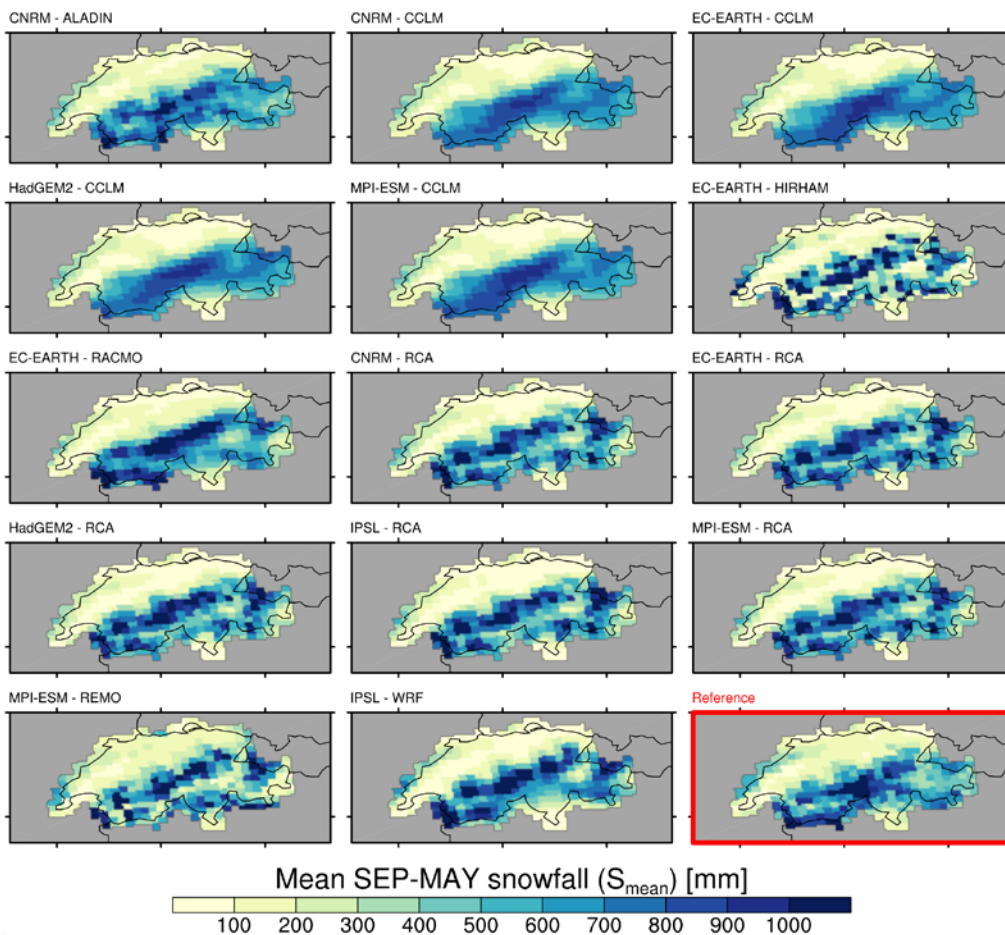 CNRM - ALADIN
CNRM - CCLM
EC-EARTH - CCLM
HadGEM2 - CCLM
MPI-ESM - CCLM
EC-EARTH - HIRHAM
EC-EARTH - RACMO
CNRM - RCA
EC-EARTH - RCA
HadGEM2 - RCA
IPSL - RCA
MPI-ESM - RCA
MPI-ESM - REMO
IPSL - WRF
Reference
Mean SEP-MAY snowfall (Smean) [mm]
100 200 300 400 500 600 700 800 900 1000